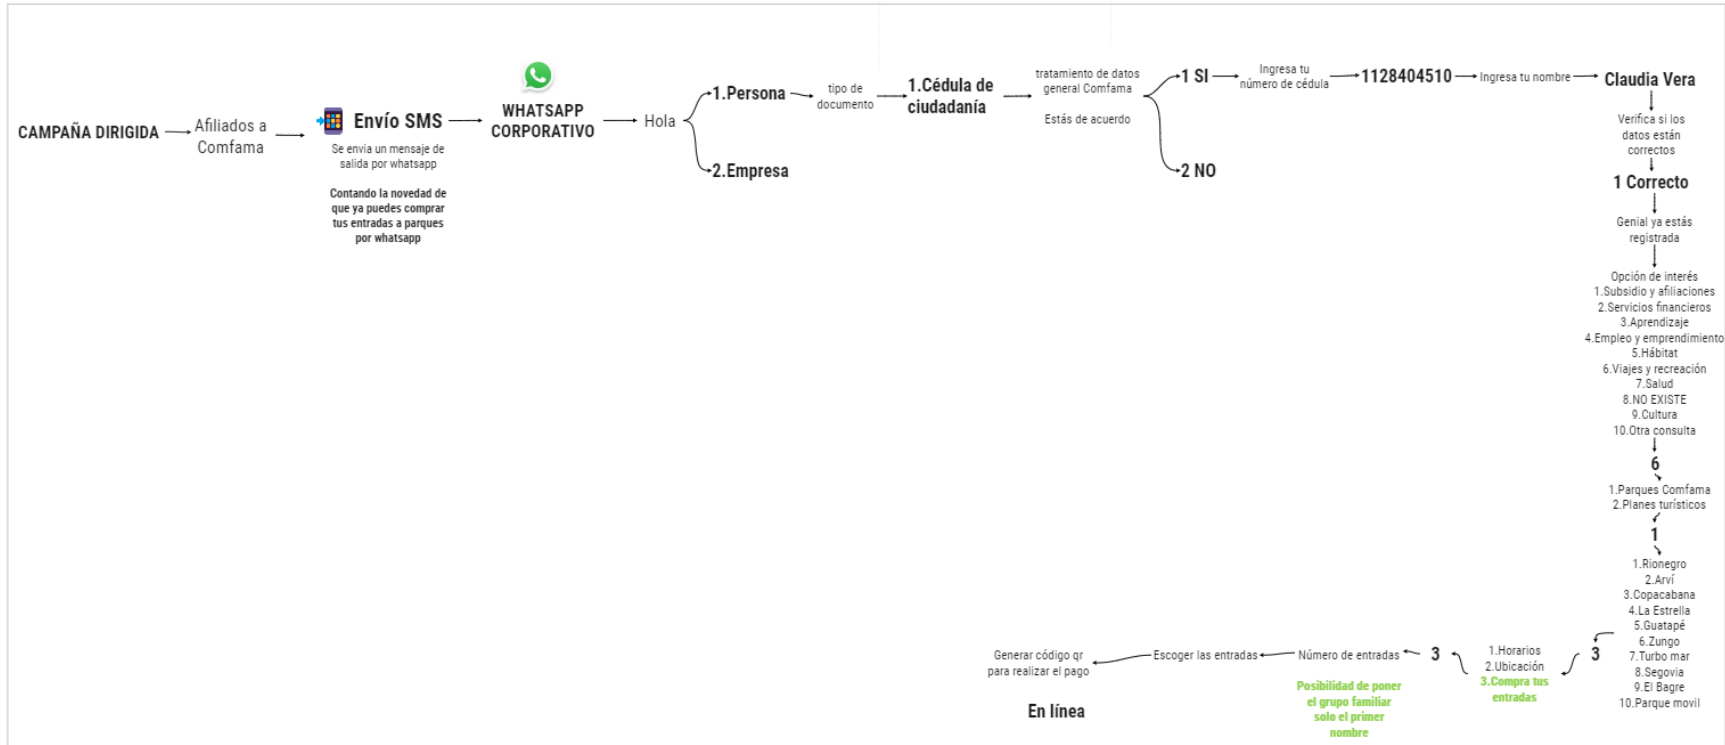 CAMPAÑA DIRIGIDA
Afiliados a
Comfama
Envío SMS
Se envia un mensaje de
salida por whatsapp
Contando la novedad de
que ya puedes comprar
tus entradas a parques
por whatsapp
WHATSAPP
CORPORATIVO
Hola
1.Persona
2.Empresa
tipo de
documento
1.Cédula de
ciudadanía
tratamiento de datos
general Comfama
Estás de acuerdo
1 SI
2 NO
Ingresa tu
número de cédula
1128404510
Ingresa tu nombre
Claudia Vera
Verifica si los
datos están
correctos
1 Correcto
Genial ya estás
registrada
Opción de interés
1.Subsidio y afiliaciones
2.Servicios financieros
3.Aprendizaje
4.Empleo y emprendimiento
5.Hábitat
6.Viajes y recreación
7.Salud
8.NO EXISTE
9.Cultura
10.Otra consulta
6
1.Parques Comfama
2.Planes turísticos
1
1.Rionegro
2.Arví
3.Copacabana
4.La Estrella
5.Guatapé
6.Zungo
7.Turbo mar
8.Segovia
9.El Bagre
10.Parque movil
3
1.Horarios
2.Ubicación
3.Compra tus
entradas
3
Número de entradas
Posibilidad de poner
el grupo familiar
solo el primer
nombre
Escoger las entradas
Generar código qr
para realizar el pago
En línea